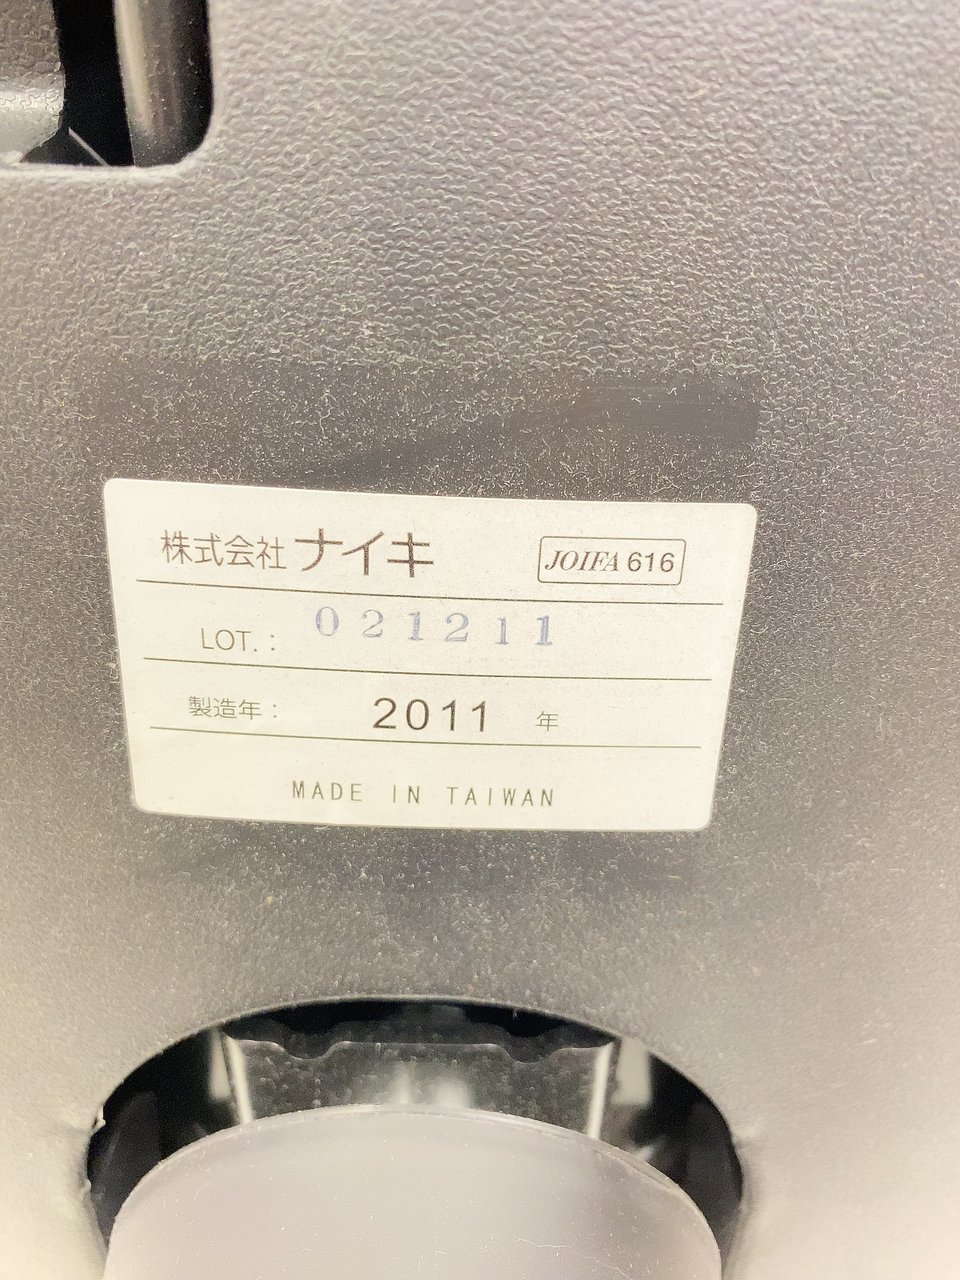 株式会社ナイキ JOIFA 616
LOT.: 021211
製造年: 2011 年
MADE IN TAIWAN